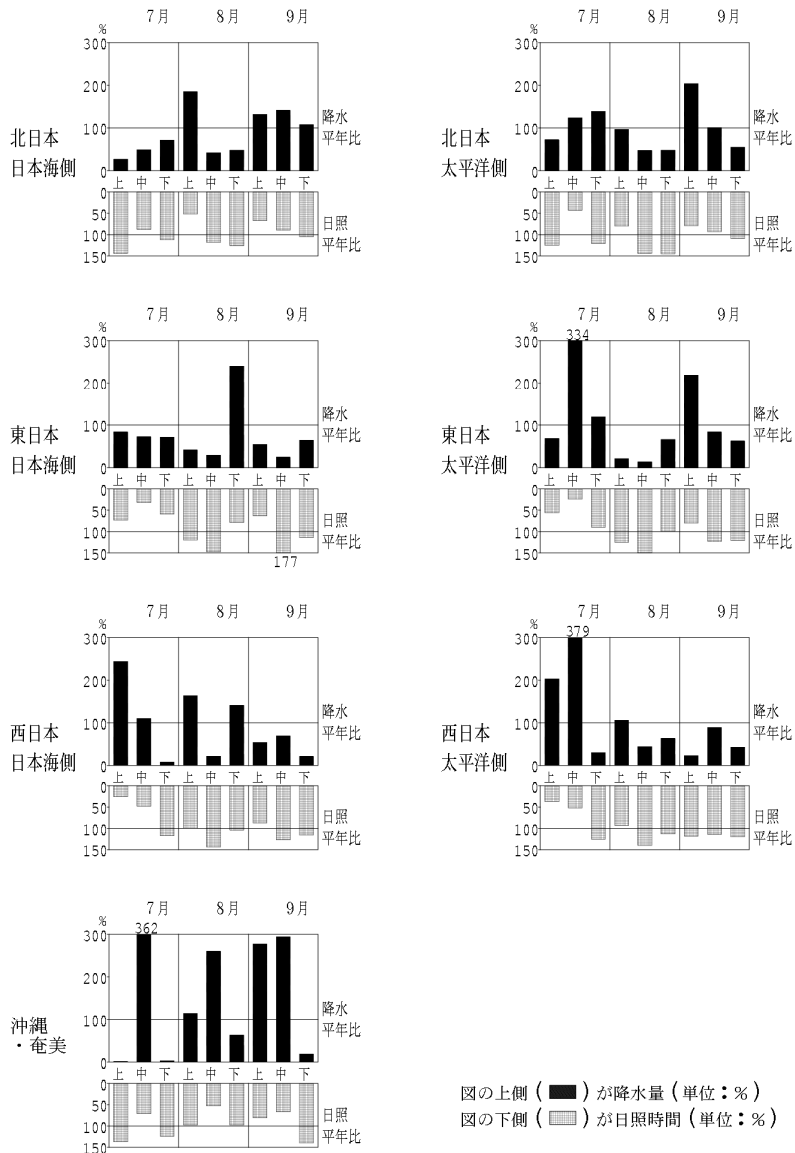 7月 8月 9月
%
300
200
100
0
北日本
日本海側
降水
平年比
上 中 下 上 中 下 上 中 下
0
50
100
150
日照
平年比
7月 8月 9月
%
300
200
100
0
北日本
太平洋側
降水
平年比
上 中 下 上 中 下 上 中 下
0
50
100
150
日照
平年比
7月 8月 9月
%
300
200
100
0
東日本
日本海側
降水
平年比
上 中 下 上 中 下 上 中 下
0
50
100
150
177
日照
平年比
7月 8月 9月
%
334
300
200
100
0
東日本
太平洋側
降水
平年比
上 中 下 上 中 下 上 中 下
0
50
100
150
日照
平年比
7月 8月 9月
%
300
200
100
0
西日本
日本海側
降水
平年比
上 中 下 上 中 下 上 中 下
0
50
100
150
日照
平年比
7月 8月 9月
%
379
300
200
100
0
西日本
太平洋側
降水
平年比
上 中 下 上 中 下 上 中 下
0
50
100
150
日照
平年比
7月 8月 9月
%
362
300
200
100
0
沖縄
・奄美
降水
平年比
上 中 下 上 中 下 上 中 下
0
50
100
150
日照
平年比
図の上側( )が降水量(単位:%)
図の下側( )が日照時間(単位:%)